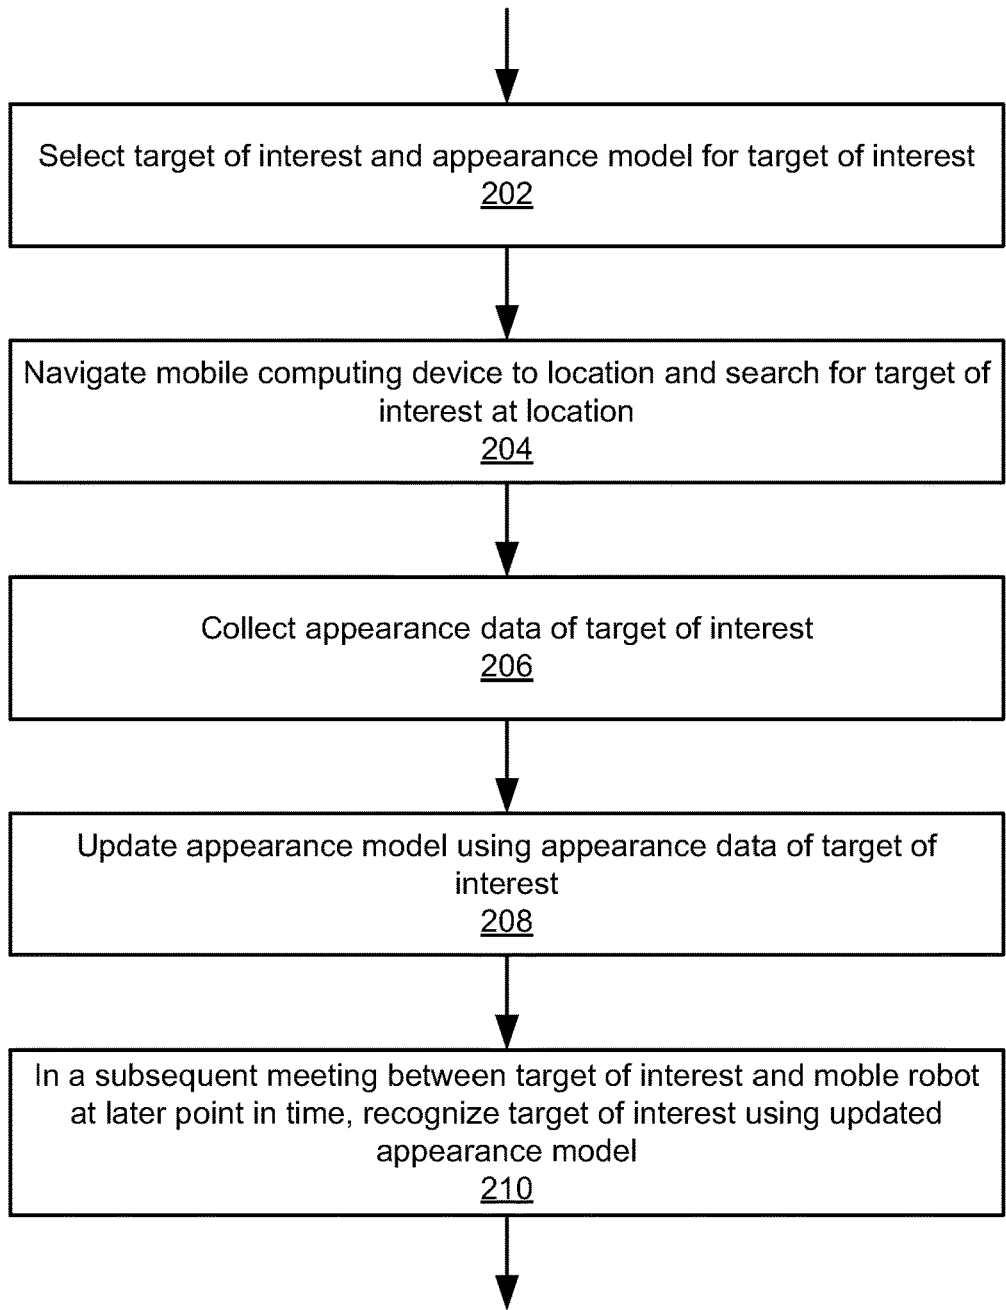 Select target of interest and appearance model for target of interest
202
Navigate mobile computing device to location and search for target of
interest at location
204
Collect appearance data of target of interest
206
Update appearance model using appearance data of target of
interest
208
In a subsequent meeting between target of interest and moble robot
at later point in time, recognize target of interest using updated
appearance model
210